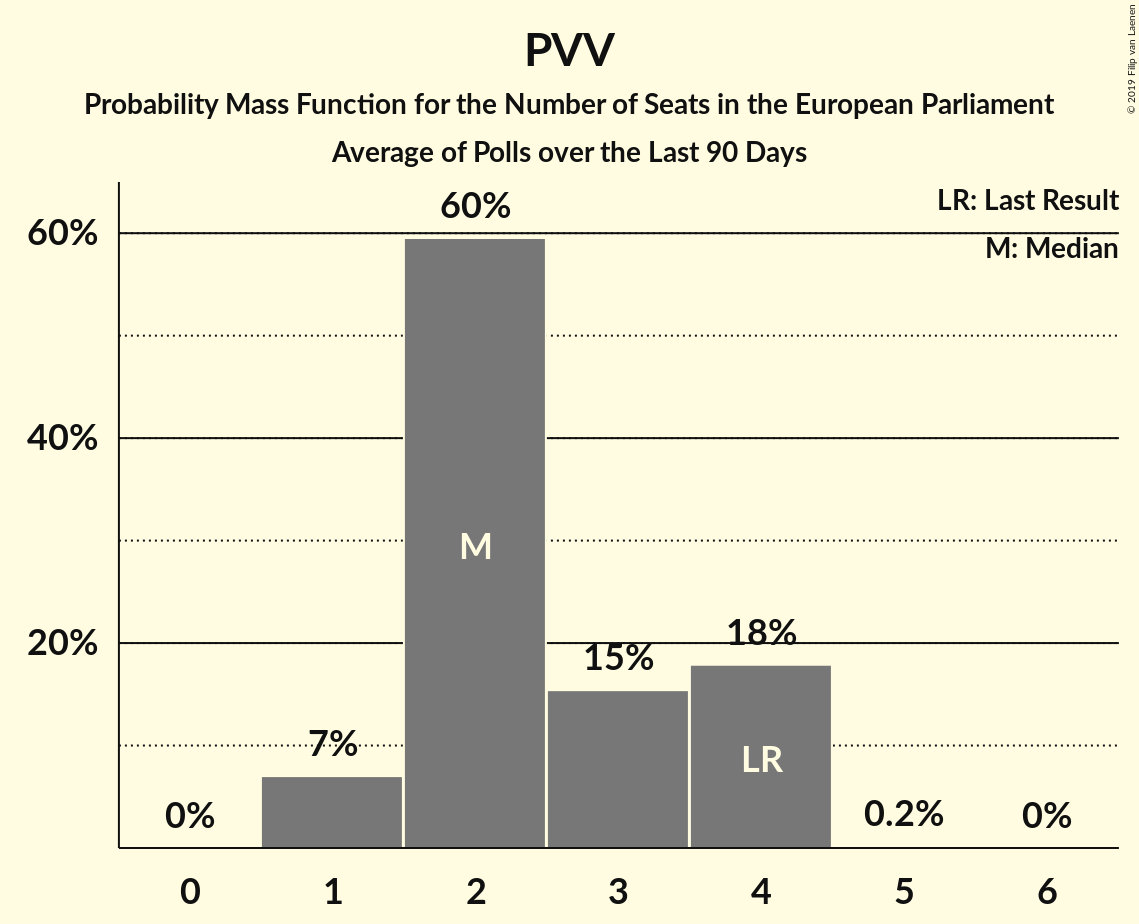 PVV
Probability Mass Function for the Number of Seats in the European Parliament
Average of Polls over the Last 90 Days
© 2019 Filip van Laenen
LR: Last Result
M: Median
60%
40%
20%
0%
7%
60%
15%
18%
0.2%
0%
M
LR
0 1 2 3 4 5 6